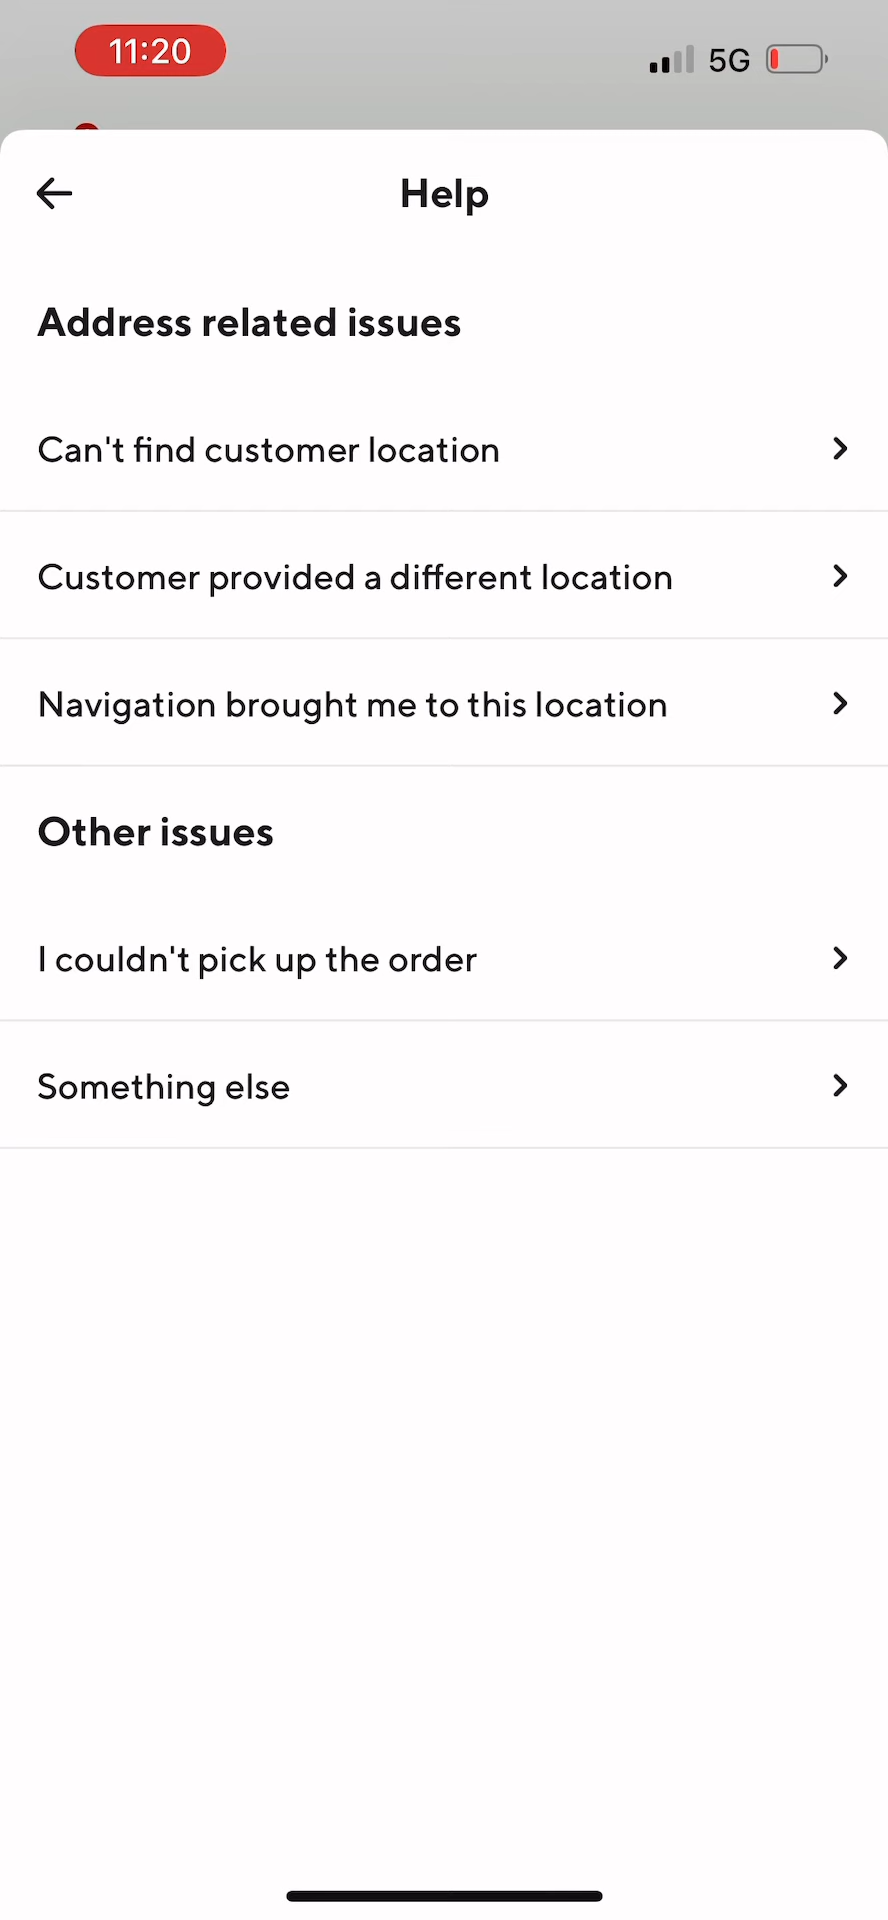 11:20
5G
Help
Address related issues
Can't find customer location
Customer provided a different location
Navigation brought me to this location
Other issues
I couldn't pick up the order
Something else